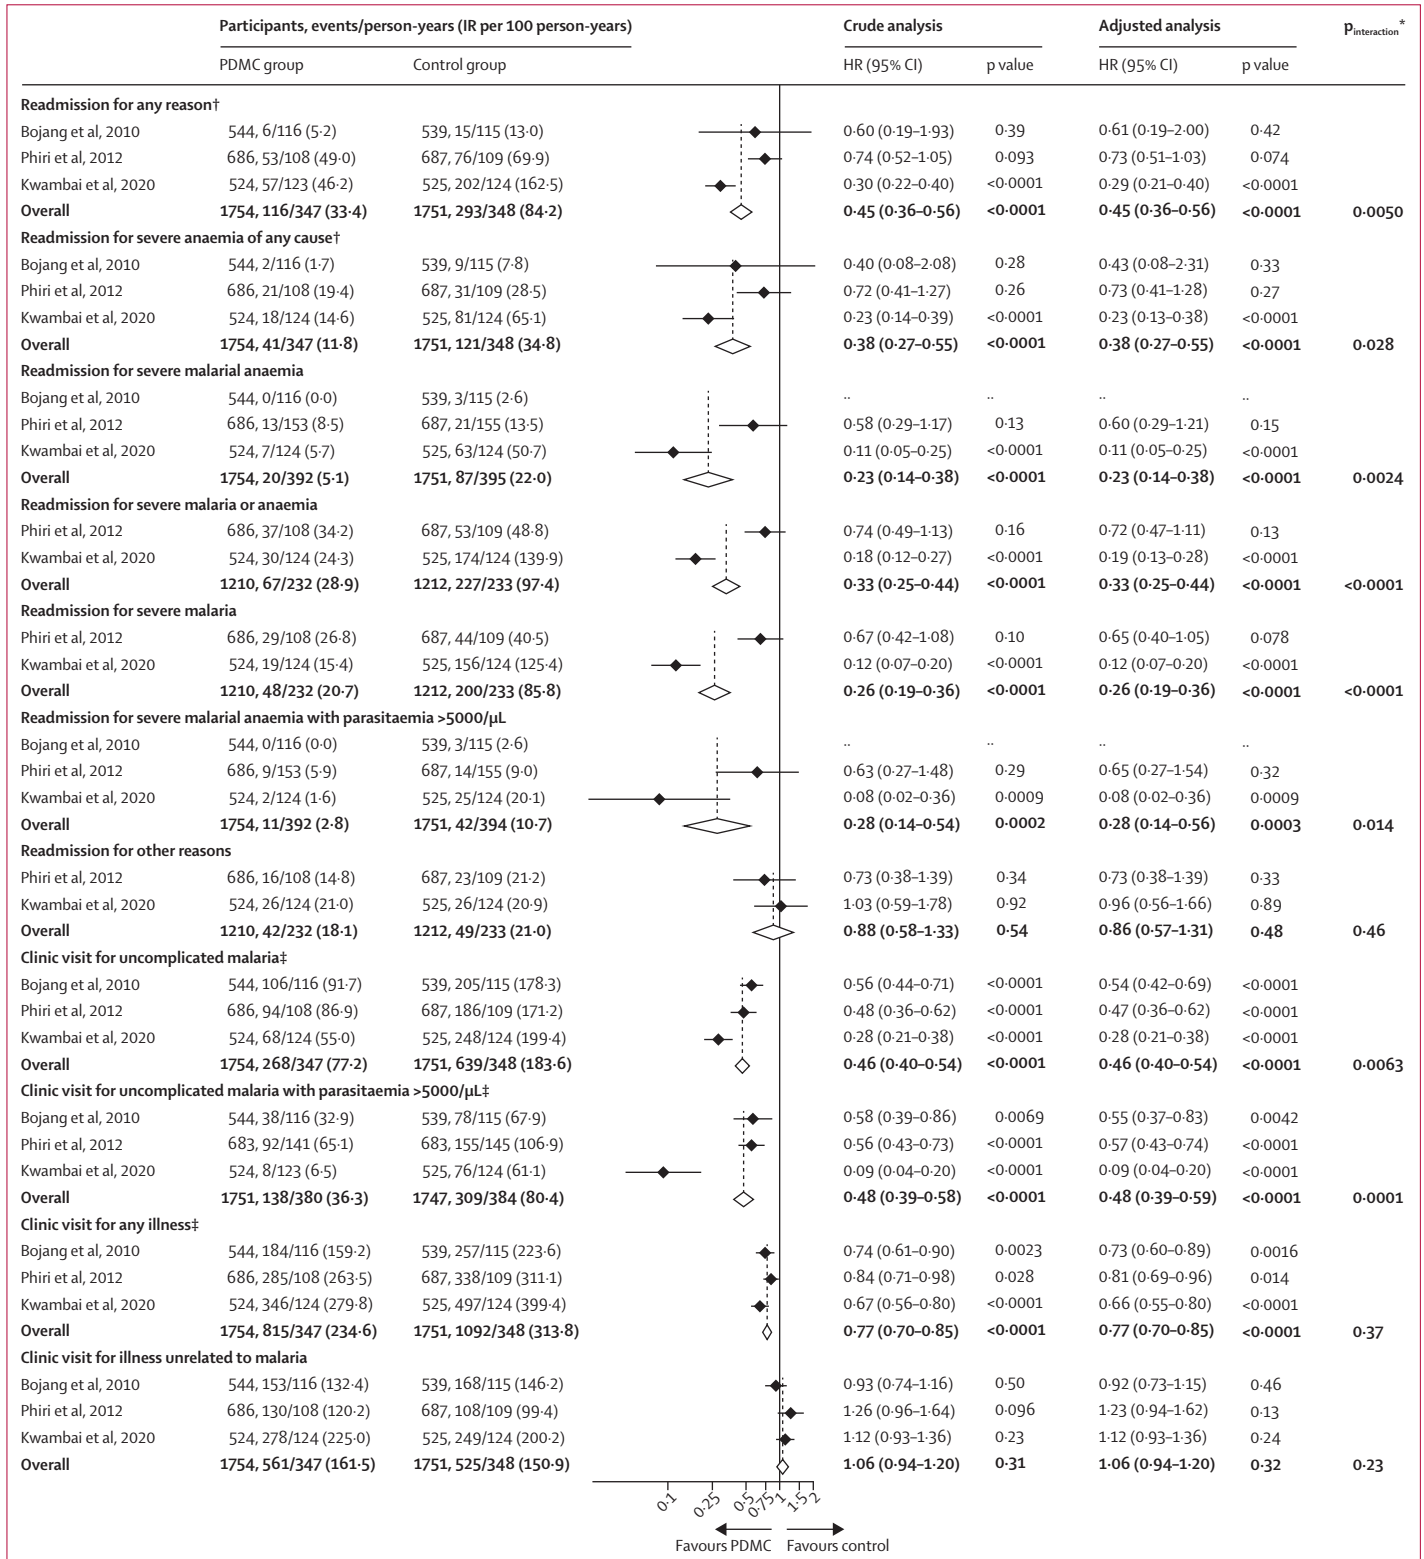 Participants, events/person-years (IR per 100 person-years) Crude analysis Adjusted analysis pinteraction*
PDMC group Control group HR (95% CI) p value HR (95% CI) p value
Readmission for any reason†
Bojang et al, 2010 544, 6/116 (5·2) 539, 15/115 (13·0) 0·60 (0·19–1·93) 0·39 0·61 (0·19–2·00) 0·42
Phiri et al, 2012 686, 53/108 (49·0) 687, 76/109 (69·9) 0·74 (0·52–1·05) 0·093 0·73 (0·51–1·03) 0·074
Kwambai et al, 2020 524, 57/123 (46·2) 525, 202/124 (162·5) 0·30 (0·22–0·40) <0·0001 0·29 (0·21–0·40) <0·0001
Overall 1754, 116/347 (33·4) 1751, 293/348 (84·2) 0·45 (0·36–0·56) <0·0001 0·45 (0·36–0·56) <0·0001 0·0050
Readmission for severe anaemia of any cause†
Bojang et al, 2010 544, 2/116 (1·7) 539, 9/115 (7·8) 0·40 (0·08–2·08) 0·28 0·43 (0·08–2·31) 0·33
Phiri et al, 2012 686, 21/108 (19·4) 687, 31/109 (28·5) 0·72 (0·41–1·27) 0·26 0·73 (0·41–1·28) 0·27
Kwambai et al, 2020 524, 18/124 (14·6) 525, 81/124 (65·1) 0·23 (0·14–0·39) <0·0001 0·23 (0·13–0·38) <0·0001
Overall 1754, 41/347 (11·8) 1751, 121/348 (34·8) 0·38 (0·27–0·55) <0·0001 0·38 (0·27–0·55) <0·0001 0·028
Readmission for severe malarial anaemia
Bojang et al, 2010 544, 0/116 (0·0) 539, 3/115 (2·6) ·· ·· ·· ··
Phiri et al, 2012 686, 13/153 (8·5) 687, 21/155 (13·5) 0·58 (0·29–1·17) 0·13 0·60 (0·29–1·21) 0·15
Kwambai et al, 2020 524, 7/124 (5·7) 525, 63/124 (50·7) 0·11 (0·05–0·25) <0·0001 0·11 (0·05–0·25) <0·0001
Overall 1754, 20/392 (5·1) 1751, 87/395 (22·0) 0·23 (0·14–0·38) <0·0001 0·23 (0·14–0·38) <0·0001 0·0024
Readmission for severe malaria or anaemia
Phiri et al, 2012 686, 37/108 (34·2) 687, 53/109 (48·8) 0·74 (0·49–1·13) 0·16 0·72 (0·47–1·11) 0·13
Kwambai et al, 2020 524, 30/124 (24·3) 525, 174/124 (139·9) 0·18 (0·12–0·27) <0·0001 0·19 (0·13–0·28) <0·0001
Overall 1210, 67/232 (28·9) 1212, 227/233 (97·4) 0·33 (0·25–0·44) <0·0001 0·33 (0·25–0·44) <0·0001 <0·0001
Readmission for severe malaria
Phiri et al, 2012 686, 29/108 (26·8) 687, 44/109 (40·5) 0·67 (0·42–1·08) 0·10 0·65 (0·40–1·05) 0·078
Kwambai et al, 2020 524, 19/124 (15·4) 525, 156/124 (125·4) 0·12 (0·07–0·20) <0·0001 0·12 (0·07–0·20) <0·0001
Overall 1210, 48/232 (20·7) 1212, 200/233 (85·8) 0·26 (0·19–0·36) <0·0001 0·26 (0·19–0·36) <0·0001 <0·0001
Readmission for severe malarial anaemia with parasitaemia >5000/µL
Bojang et al, 2010 544, 0/116 (0·0) 539, 3/115 (2·6) ·· ·· ·· ··
Phiri et al, 2012 686, 9/153 (5·9) 687, 14/155 (9·0) 0·63 (0·27–1·48) 0·29 0·65 (0·27–1·54) 0·32
Kwambai et al, 2020 524, 2/124 (1·6) 525, 25/124 (20·1) 0·08 (0·02–0·36) 0·0009 0·08 (0·02–0·36) 0·0009
Overall 1754, 11/392 (2·8) 1751, 42/394 (10·7) 0·28 (0·14–0·54) 0·0002 0·28 (0·14–0·56) 0·0003 0·014
Readmission for other reasons
Phiri et al, 2012 686, 16/108 (14·8) 687, 23/109 (21·2) 0·73 (0·38–1·39) 0·34 0·73 (0·38–1·39) 0·33
Kwambai et al, 2020 524, 26/124 (21·0) 525, 26/124 (20·9) 1·03 (0·59–1·78) 0·92 0·96 (0·56–1·66) 0·89
Overall 1210, 42/232 (18·1) 1212, 49/233 (21·0) 0·88 (0·58–1·33) 0·54 0·86 (0·57–1·31) 0·48 0·46
Clinic visit for uncomplicated malaria‡
Bojang et al, 2010 544, 106/116 (91·7) 539, 205/115 (178·3) 0·56 (0·44–0·71) <0·0001 0·54 (0·42–0·69) <0·0001
Phiri et al, 2012 686, 94/108 (86·9) 687, 186/109 (171·2) 0·48 (0·36–0·62) <0·0001 0·47 (0·36–0·62) <0·0001
Kwambai et al, 2020 524, 68/124 (55·0) 525, 248/124 (199·4) 0·28 (0·21–0·38) <0·0001 0·28 (0·21–0·38) <0·0001
Overall 1754, 268/347 (77·2) 1751, 639/348 (183·6) 0·46 (0·40–0·54) <0·0001 0·46 (0·40–0·54) <0·0001 0·0063
Clinic visit for uncomplicated malaria with parasitaemia >5000/µL‡
Bojang et al, 2010 544, 38/116 (32·9) 539, 78/115 (67·9) 0·58 (0·39–0·86) 0·0069 0·55 (0·37–0·83) 0·0042
Phiri et al, 2012 683, 92/141 (65·1) 683, 155/145 (106·9) 0·56 (0·43–0·73) <0·0001 0·57 (0·43–0·74) <0·0001
Kwambai et al, 2020 524, 8/123 (6·5) 525, 76/124 (61·1) 0·09 (0·04–0·20) <0·0001 0·09 (0·04–0·20) <0·0001
Overall 1751, 138/380 (36·3) 1747, 309/384 (80·4) 0·48 (0·39–0·58) <0·0001 0·48 (0·39–0·59) <0·0001 0·0001
Clinic visit for any illness‡
Bojang et al, 2010 544, 184/116 (159·2) 539, 257/115 (223·6) 0·74 (0·61–0·90) 0·0023 0·73 (0·60–0·89) 0·0016
Phiri et al, 2012 686, 285/108 (263·5) 687, 338/109 (311·1) 0·84 (0·71–0·98) 0·028 0·81 (0·69–0·96) 0·014
Kwambai et al, 2020 524, 346/124 (279·8) 525, 497/124 (399·4) 0·67 (0·56–0·80) <0·0001 0·66 (0·55–0·80) <0·0001
Overall 1754, 815/347 (234·6) 1751, 1092/348 (313·8) 0·77 (0·70–0·85) <0·0001 0·77 (0·70–0·85) <0·0001 0·37
Clinic visit for illness unrelated to malaria
Bojang et al, 2010 544, 153/116 (132·4) 539, 168/115 (146·2) 0·93 (0·74–1·16) 0·50 0·92 (0·73–1·15) 0·46
Phiri et al, 2012 686, 130/108 (120·2) 687, 108/109 (99·4) 1·26 (0·96–1·64) 0·096 1·23 (0·94–1·62) 0·13
Kwambai et al, 2020 524, 278/124 (225·0) 525, 249/124 (200·2) 1·12 (0·93–1·36) 0·23 1·12 (0·93–1·36) 0·24
Overall 1754, 561/347 (161·5) 1751, 525/348 (150·9) 1·06 (0·94–1·20) 0·31 1·06 (0·94–1·20) 0·32 0·23
0·1 0·25 0·5 0·75 1 1·5 2
Favours PDMC Favours control